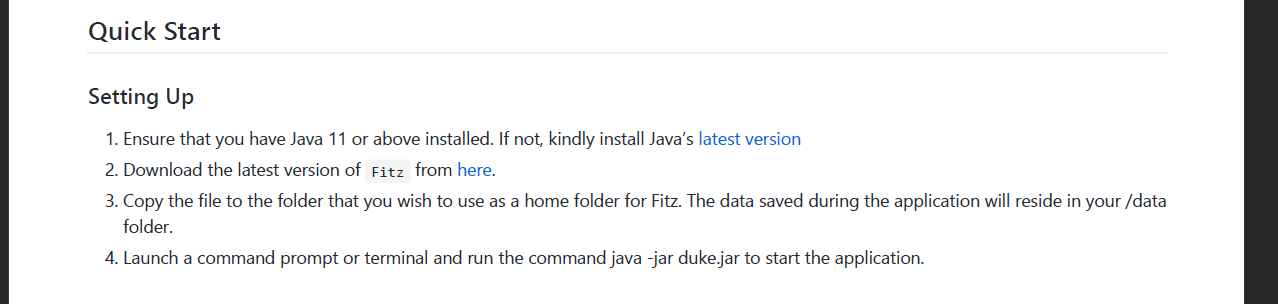 Quick Start
Setting Up
1. Ensure that you have Java 11 or above installed. If not, kindly install Java’s latest version
2. Download the latest version of Fitz from here.
3. Copy the file to the folder that you wish to use as a home folder for Fitz. The data saved during the application will reside in your /data
folder.
4. Launch a command prompt or terminal and run the command java -jar duke.jar to start the application.